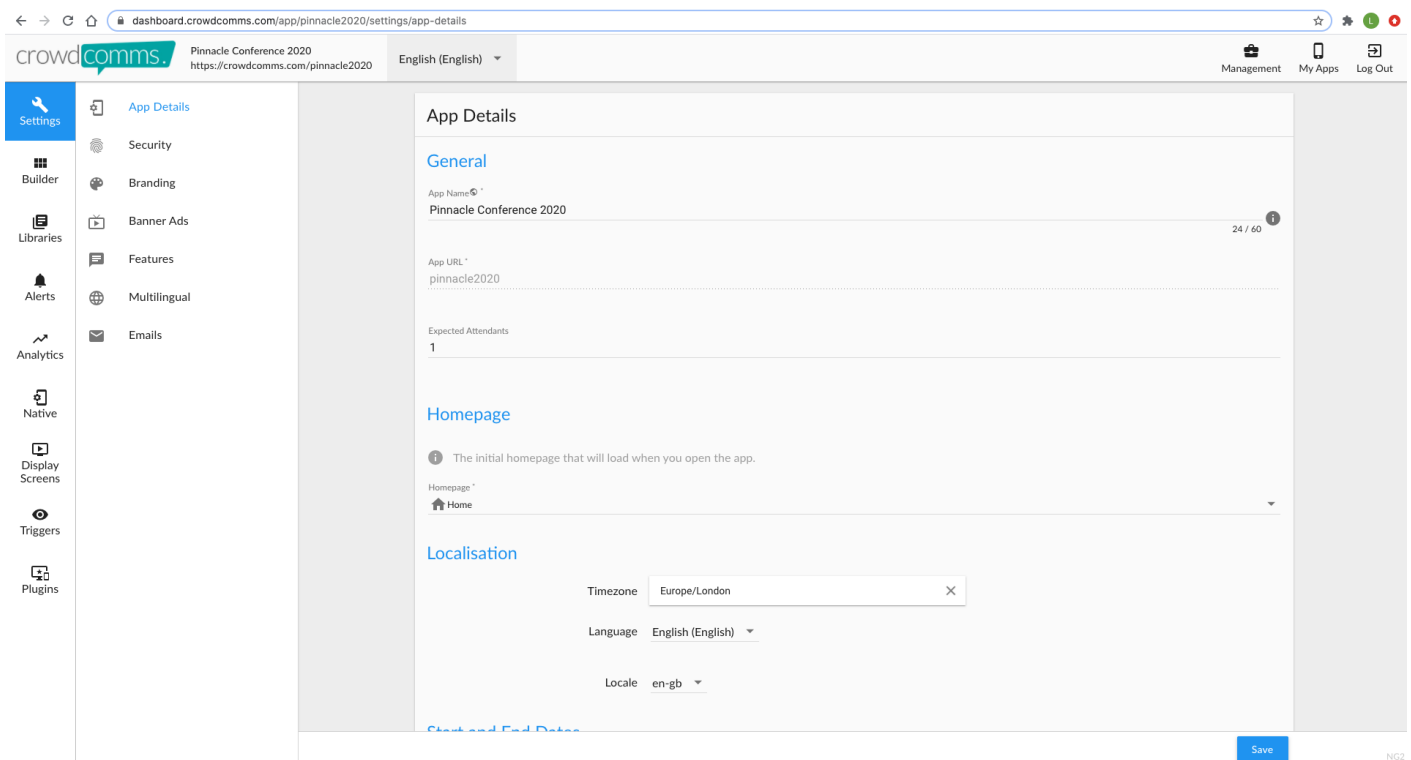 dashboard.crowdcomms.com/app/pinnacle2020/settings/app-details
L
crowdcomms.
Pinnacle Conference 2020
https://crowdcomms.com/pinnacle2020
English (English)
Management
My Apps
Log Out
Settings
Builder
Libraries
Alerts
Analytics
Native
Display
Screens
Triggers
Plugins
App Details
Security
Branding
Banner Ads
Features
Multilingual
Emails
App Details
General
App Name *
Pinnacle Conference 2020
24 / 60
App URL *
pinnacle2020
Expected Attendants
1
Homepage
The initial homepage that will load when you open the app.
Homepage *
Home
Localisation
Timezone Europe/London
Language English (English)
Locale en-gb
Start and End Dates
Save
NG2